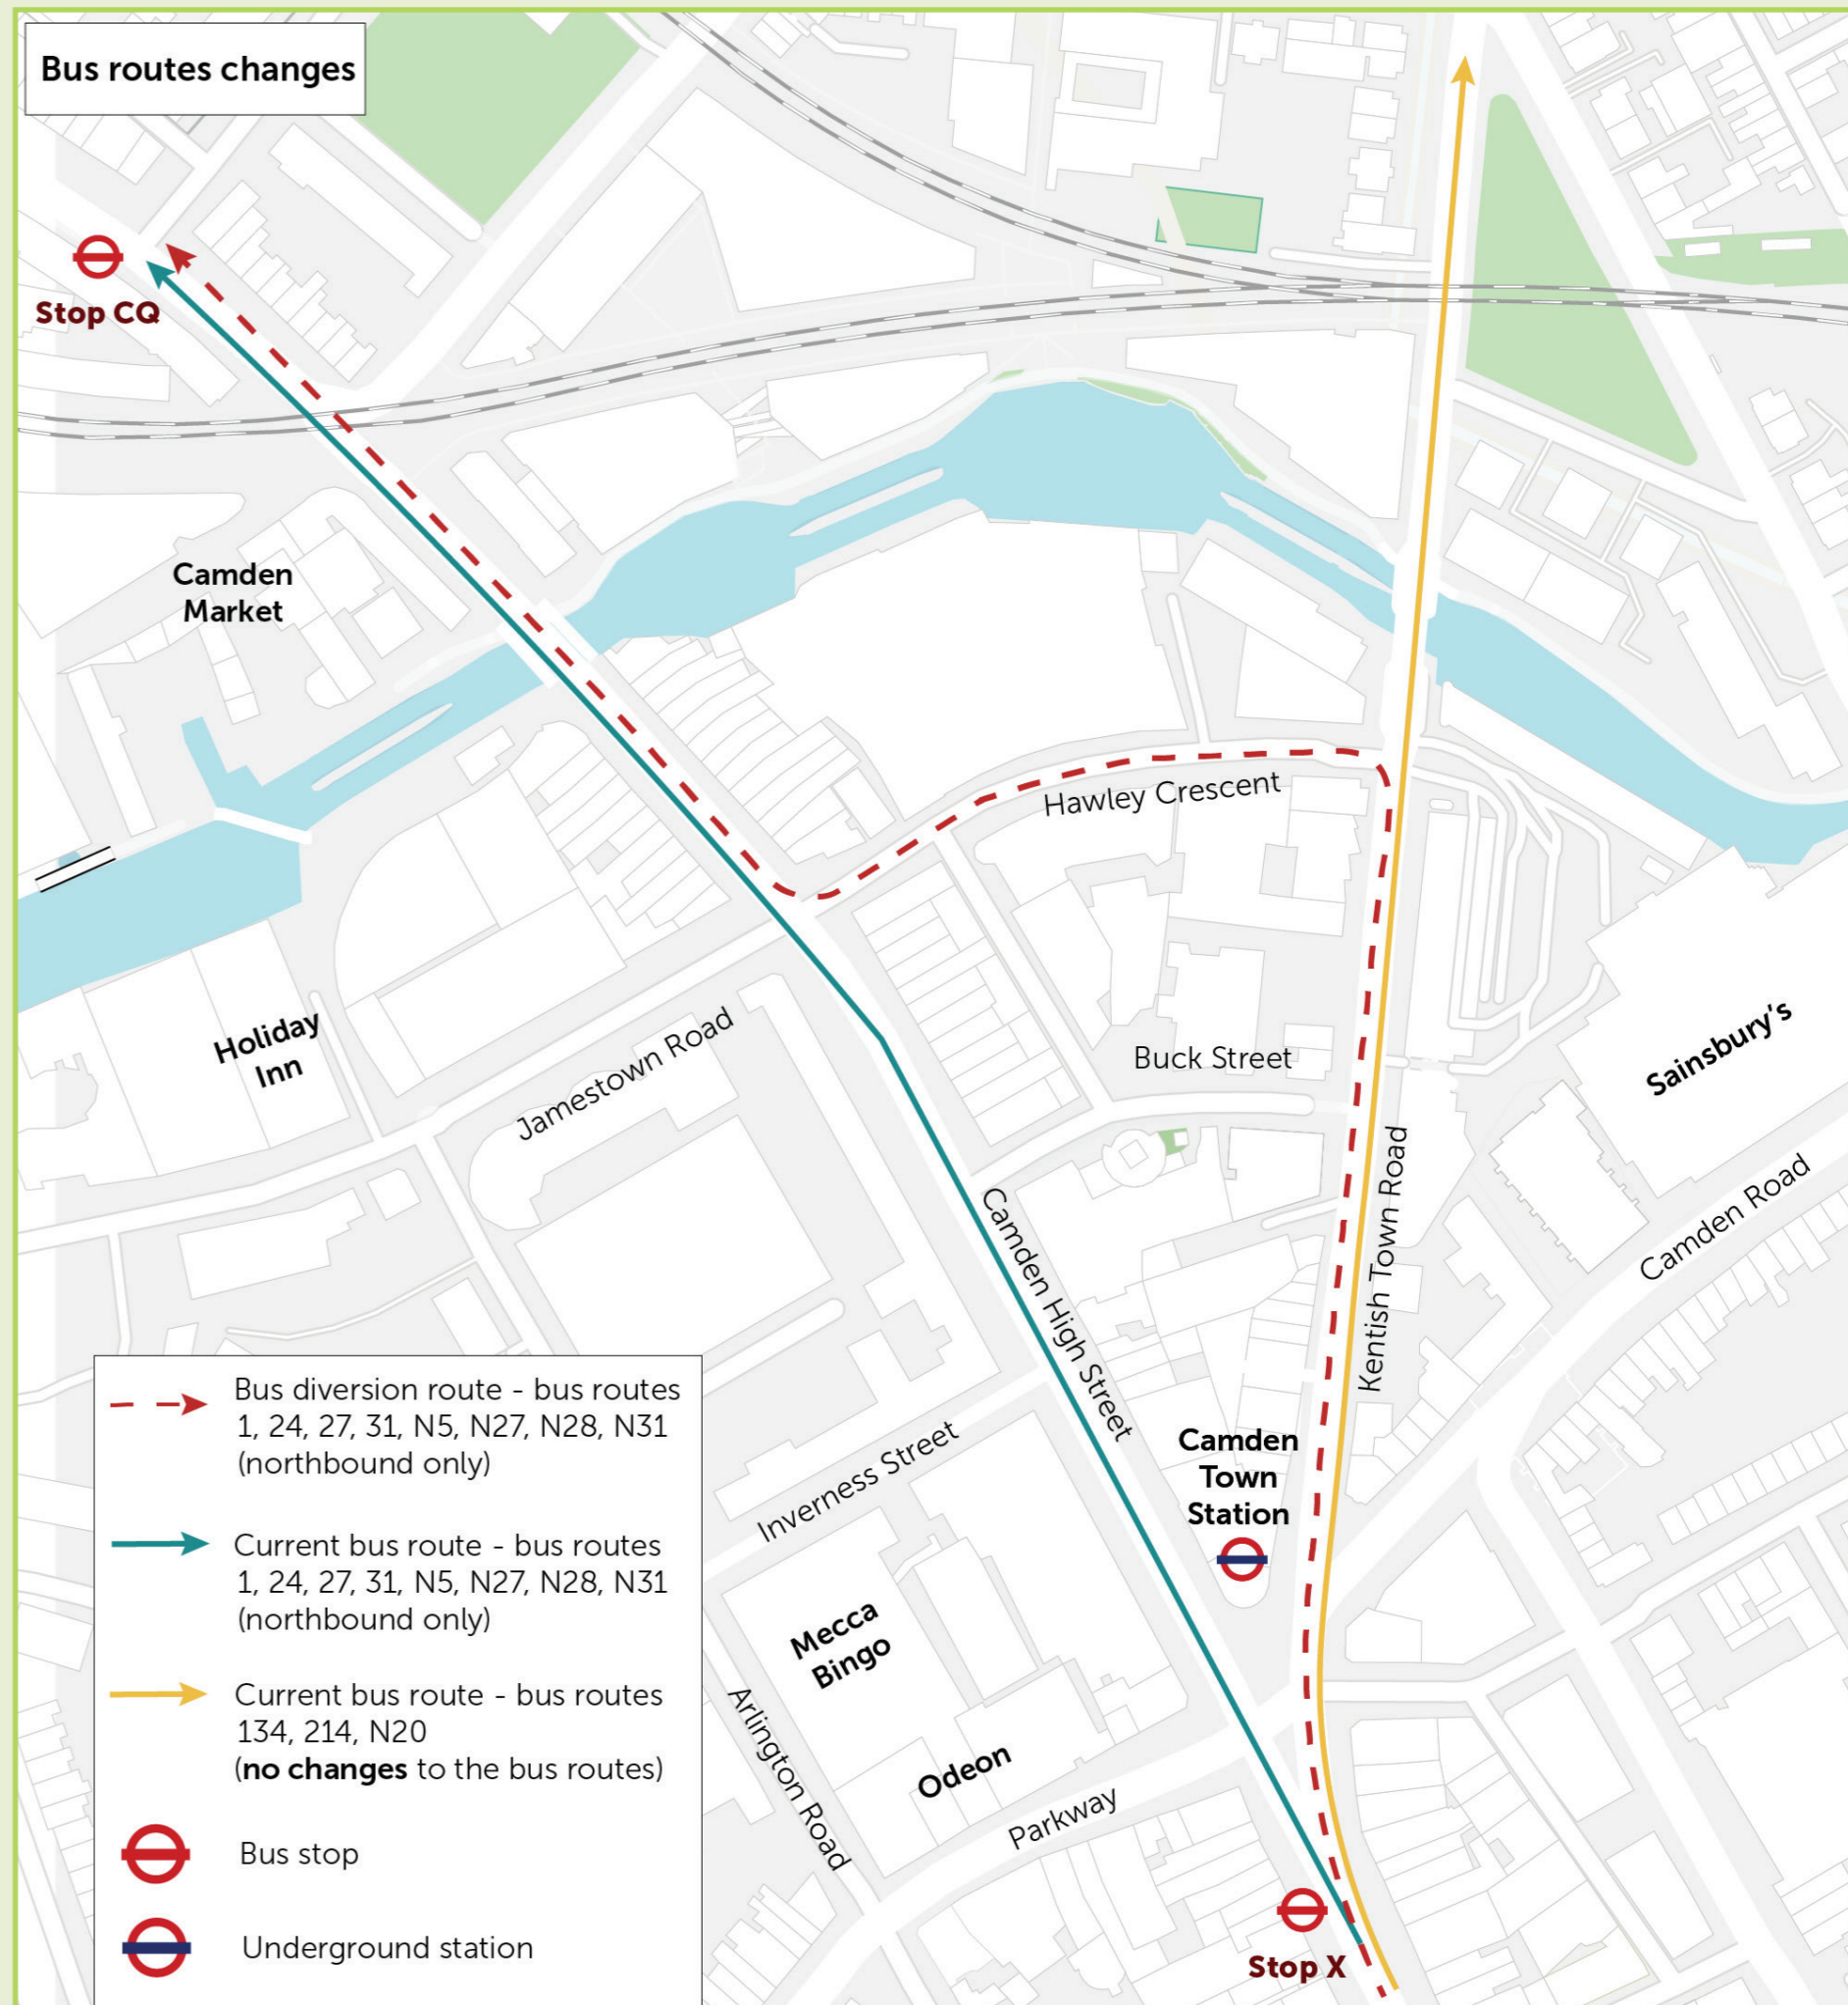 Bus routes changes
Stop CQ
Camden
Market
Hawley Crescent
Holiday
Inn
Jamestown Road
Buck Street
Sainsbury's
Kentish Town Road
Camden Road
Camden High Street
Inverness Street
Camden
Town
Station
Mecca
Bingo
Odeon
Arlington Road
Parkway
Stop X
Bus diversion route - bus routes
1, 24, 27, 31, N5, N27, N28, N31
(northbound only)
Current bus route - bus routes
1, 24, 27, 31, N5, N27, N28, N31
(northbound only)
Current bus route - bus routes
134, 214, N20
(no changes to the bus routes)
Bus stop
Underground station